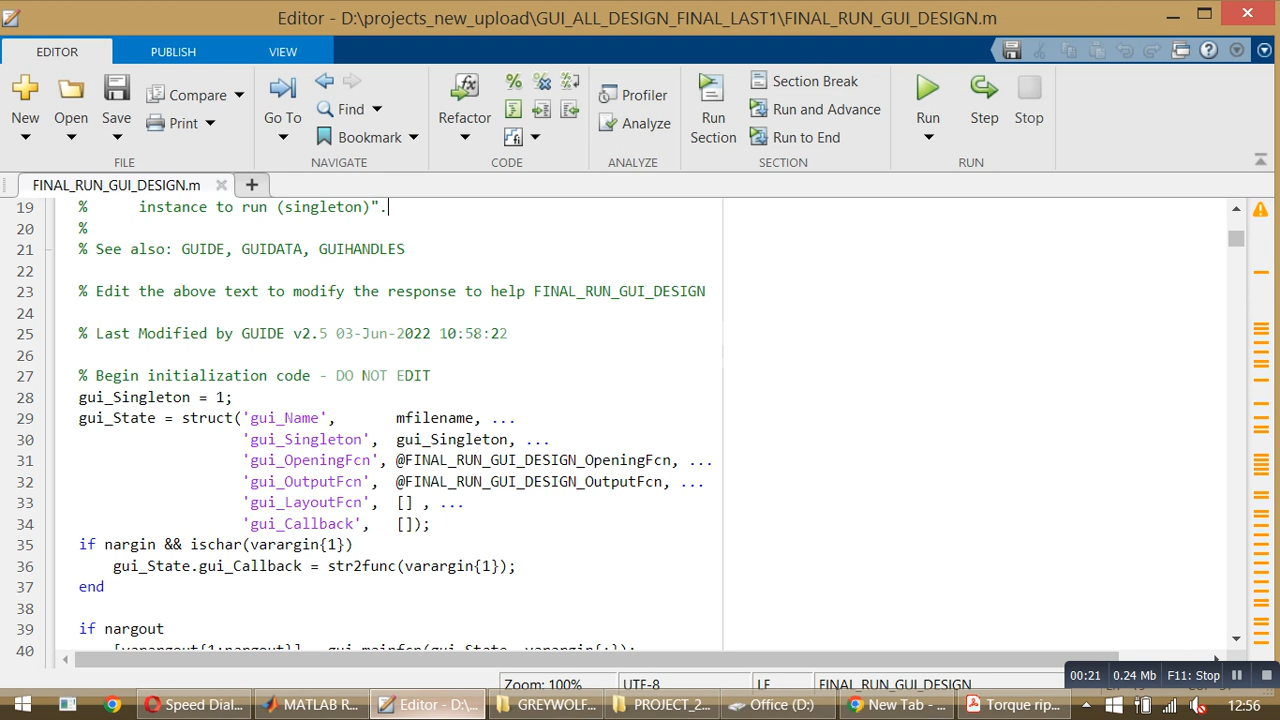 Editor - D:\projects_new_upload\GUI_ALL_DESIGN_FINAL_LAST1\FINAL_RUN_GUI_DESIGN.m
EDITOR PUBLISH VIEW
New Open Save Compare Print Go To Find Bookmark Refactor Profiler Analyze Run Section Section Break Run and Advance Run to End Run Step Stop
FILE NAVIGATE CODE ANALYZE SECTION RUN
FINAL_RUN_GUI_DESIGN.m
19 % instance to run (singleton)".
20 %
21 % See also: GUIDE, GUIDATA, GUIHANDLES
22
23 % Edit the above text to modify the response to help FINAL_RUN_GUI_DESIGN
24
25 % Last Modified by GUIDE v2.5 03-Jun-2022 10:58:22
26
27 % Begin initialization code - DO NOT EDIT
28 gui_Singleton = 1;
29 gui_State = struct('gui_Name', mfilename, ...
30 'gui_Singleton', gui_Singleton, ...
31 'gui_OpeningFcn', @FINAL_RUN_GUI_DESIGN_OpeningFcn, ...
32 'gui_OutputFcn', @FINAL_RUN_GUI_DESIGN_OutputFcn, ...
33 'gui_LayoutFcn', [] , ...
34 'gui_Callback', []);
35 if nargin && ischar(varargin{1})
36 gui_State.gui_Callback = str2func(varargin{1});
37 end
38
39 if nargout
40 [varargout{1:nargout}] = gui_mainfcn(gui_State, varargin{:});
00:21 0.24 Mb F11: Stop
Zoom: 100% UTF-8 LF FINAL_RUN_GUI_DESIGN
Speed Dial... MATLAB R... Editor - D:\... GREYWOLF... PROJECT_2... Office (D:) New Tab - ... Torque rip... 12:56